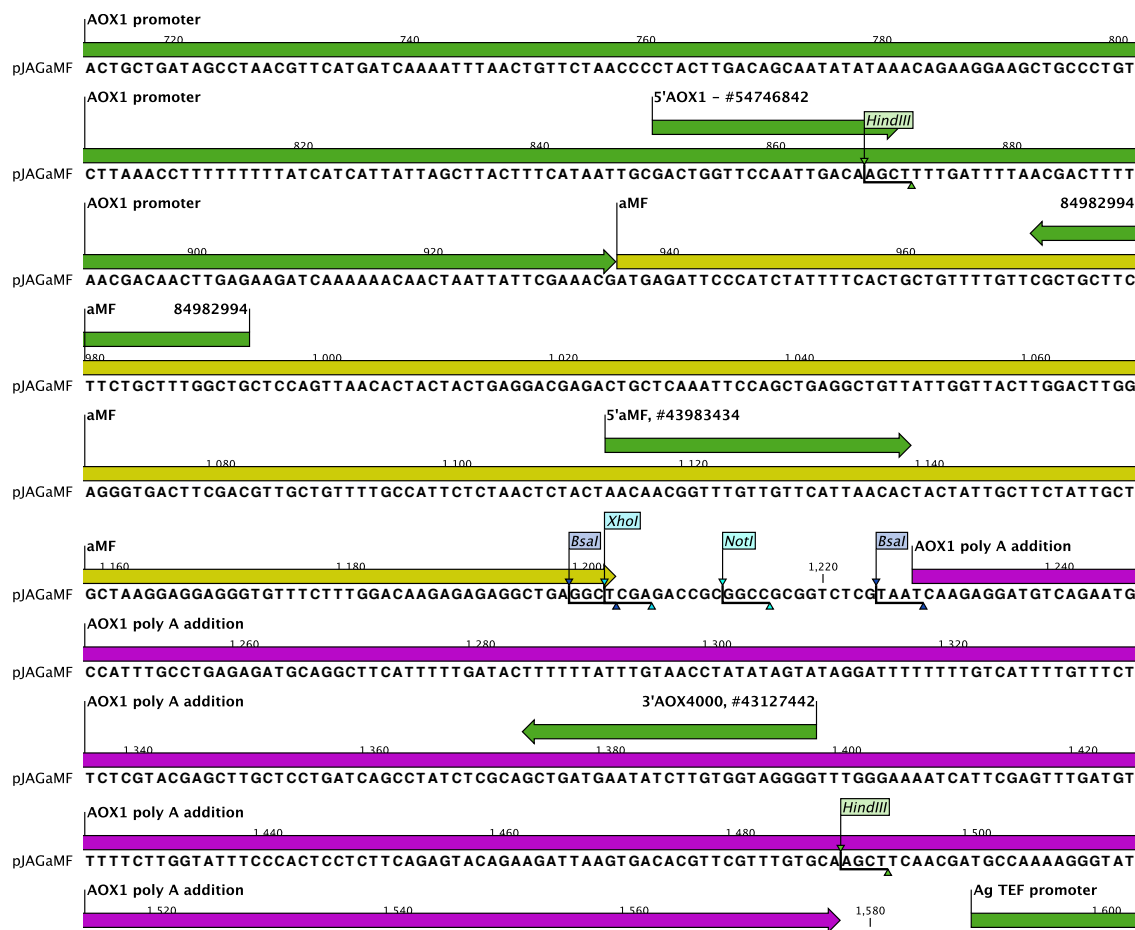 AOX1 promoter
720 740 760 780 800
pJAGaMF ACTGCTGATAGCCTAACGTTCATGATCAAAATTTAACTGTTCTAACCCCTACTTGACAGCAATATATAAACAGAAGGAAGCTGCCCTGT
AOX1 promoter 5'AOX1 - #54746842
HindIII
820 840 860 880
pJAGaMF CTTAAACCTTTTTTTTTATCATCATTATTAGCTTACTTTCATAATTGCGACTGGTTCCAATTGACAAGCTTTTGATTTTAACGACTTTT
AOX1 promoter aMF 84982994
900 920 940 960
pJAGaMF AACGACAACTTGAGAAGATCAAAAAACAACTAATTATTCGAAACGATGAGATTCCCATCTATTTTCACTGCTGTTTTGTTCGCTGCTTC
aMF 84982994
980 1.000 1.020 1.040 1.060
pJAGaMF TTCTGCTTTGGCTGCTCCAGTTAACACTACTACTGAGGACGAGACTGCTCAAATTCCAGCTGAGGCTGTTATTGGTTACTTGGACTTGG
aMF 5'aMF, #43983434
1.080 1.100 1.120 1.140
pJAGaMF AGGGTGACTTCGACGTTGCTGTTTTGCCATTCTCTAACTCTACTAACAACGGTTTGTTGTTCATTAACACTACTATTGCTTCTATTGCT
XhoI
BsaI NotI BsaI
aMF AOX1 poly A addition
1.160 1.180 1.200 1,220 1.240
pJAGaMF GCTAAGGAGGAGGGTGTTTCTTTGGACAAGAGAGAGGCTGAGGCTCGAGACCGCGGCCGCGGTCTCGTAATCAAGAGGATGTCAGAATG
AOX1 poly A addition
1.260 1.280 1.300 1.320
pJAGaMF CCATTTGCCTGAGAGATGCAGGCTTCATTTTTGATACTTTTTTATTTGTAACCTATATAGTATAGGATTTTTTTTGTCATTTTGTTTCT
AOX1 poly A addition 3'AOX4000, #43127442
1.340 1.360 1.380 1.400 1.420
pJAGaMF TCTCGTACGAGCTTGCTCCTGATCAGCCTATCTCGCAGCTGATGAATATCTTGTGGTAGGGGTTTGGGAAAATCATTCGAGTTTGATGT
HindIII
AOX1 poly A addition
1.440 1.460 1.480 1.500
pJAGaMF TTTTCTTGGTATTTCCCACTCCTCTTCAGAGTACAGAAGATTAAGTGACACGTTCGTTTGTGCAAGCTTCAACGATGCCAAAAGGGTAT
AOX1 poly A addition Ag TEF promoter
1.520 1.540 1.560 1,580 1.600